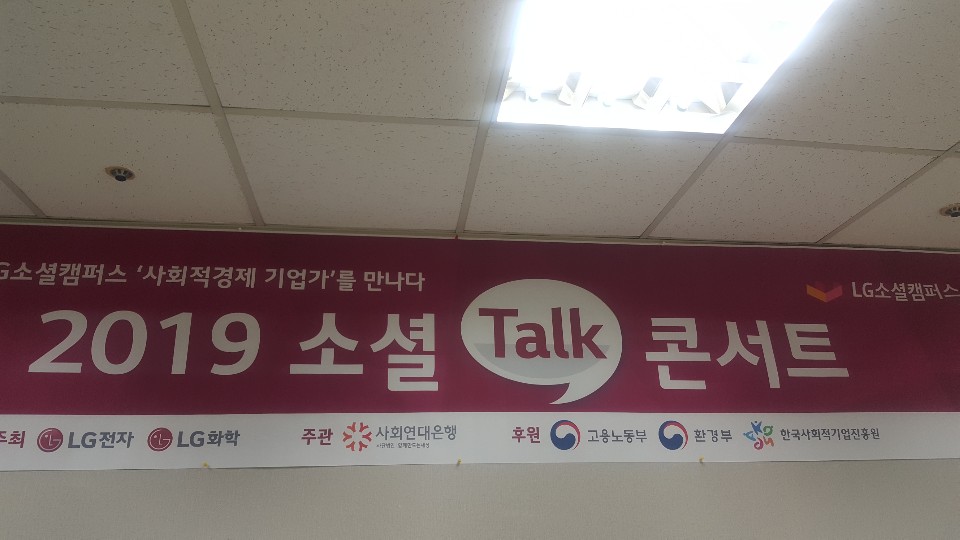 G소셜캠퍼스 '사회적경제 기업가'를 만나다
LG소셜캠퍼스
2019 소셜 Talk 콘서트
주최 LG전자 LG화학 주관 사회연대은행 후원 고용노동부 환경부 한국사회적기업진흥원